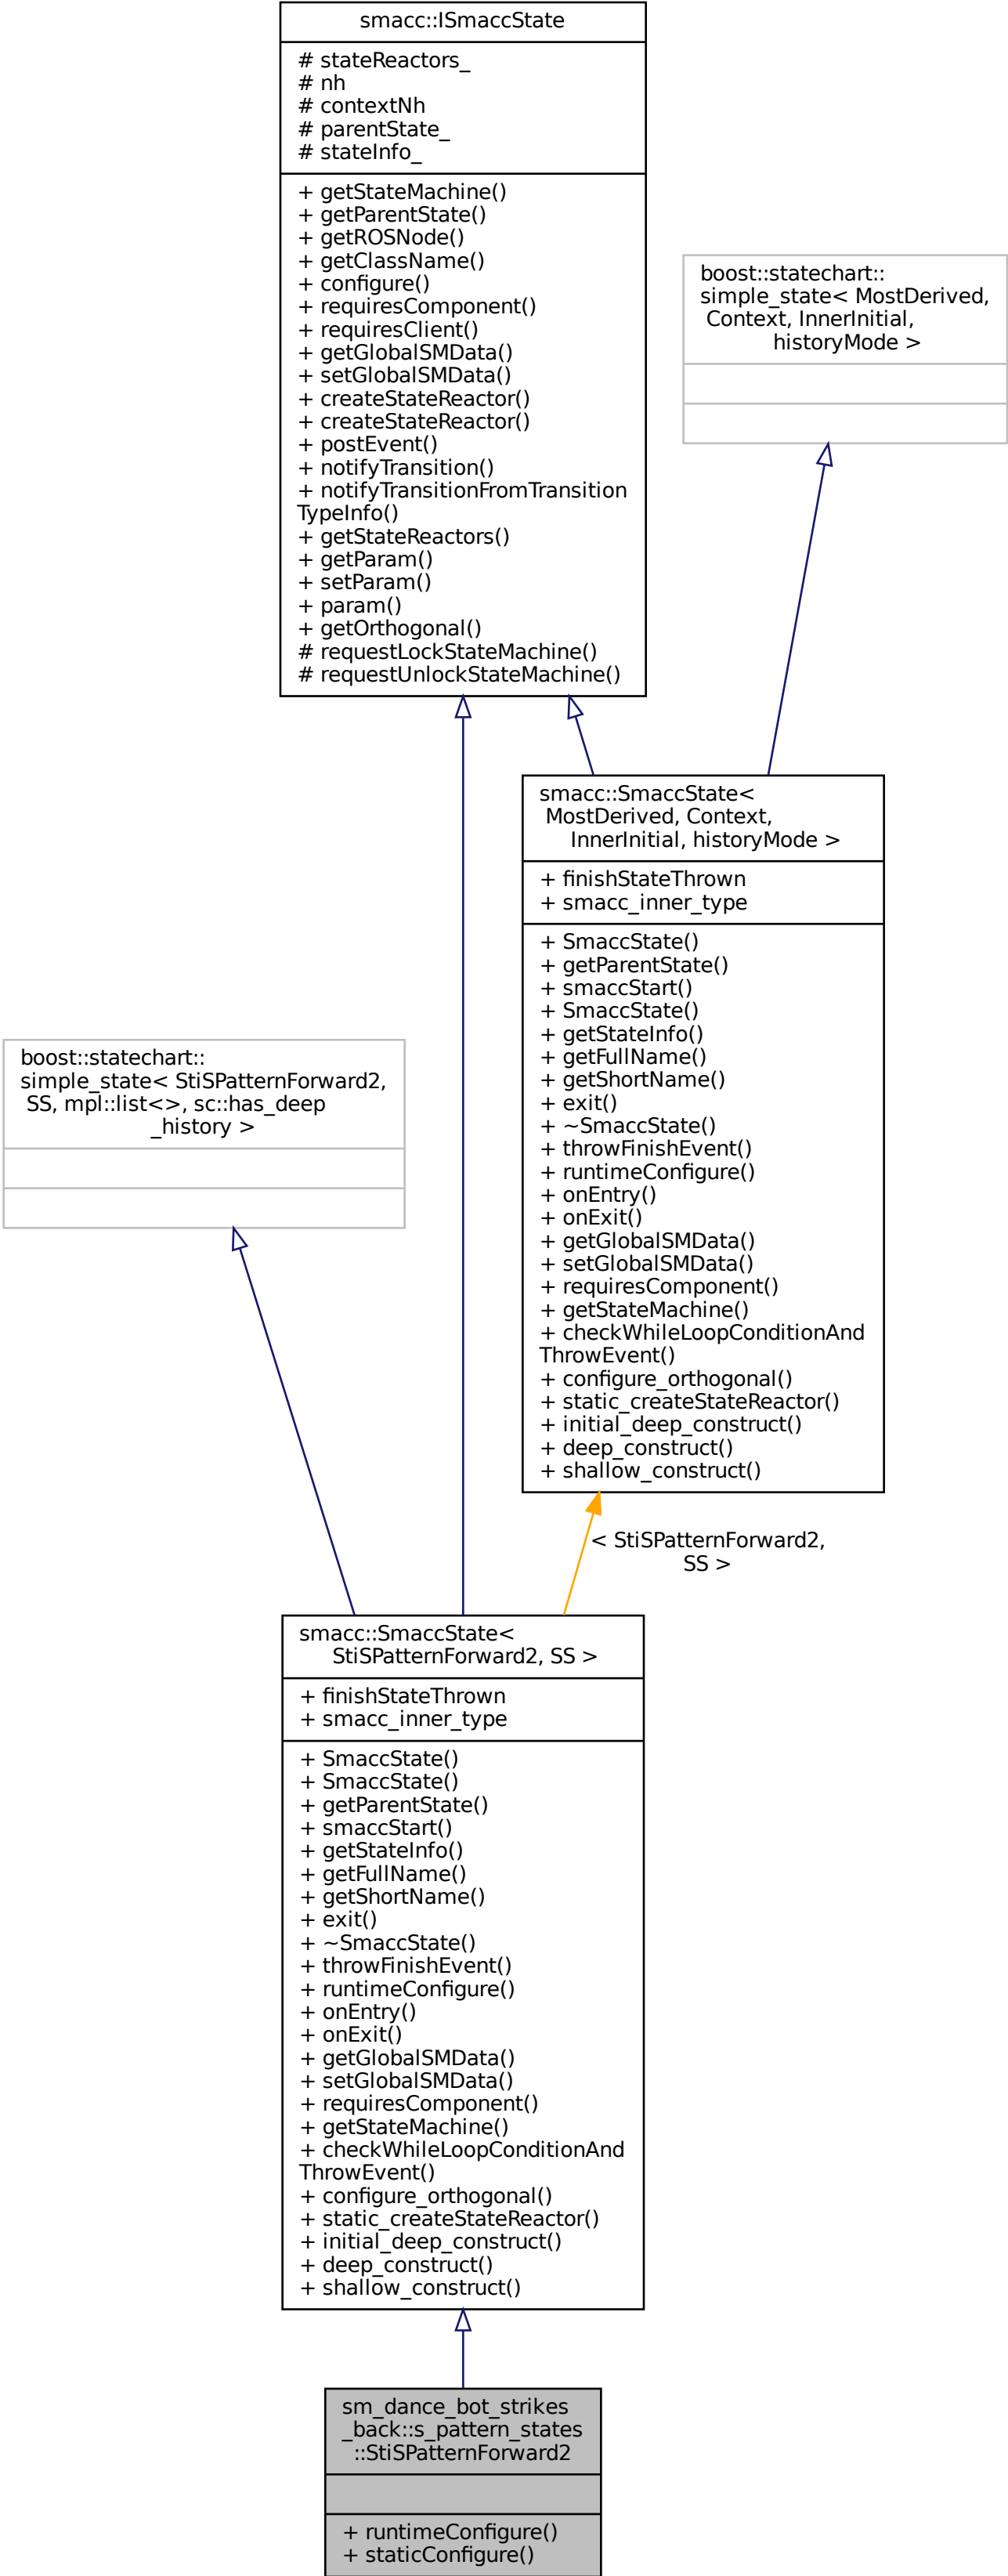 smacc::ISmaccState
# stateReactors_
# nh
# contextNh
# parentState_
# stateInfo_
+ getStateMachine()
+ getParentState()
+ getROSNode()
+ getClassName()
+ configure()
+ requiresComponent()
+ requiresClient()
+ getGlobalSMData()
+ setGlobalSMData()
+ createStateReactor()
+ createStateReactor()
+ postEvent()
+ notifyTransition()
+ notifyTransitionFromTransition
TypeInfo()
+ getStateReactors()
+ getParam()
+ setParam()
+ param()
+ getOrthogonal()
# requestLockStateMachine()
# requestUnlockStateMachine()
boost::statechart::
simple_state< MostDerived,
Context, InnerInitial,
historyMode >
smacc::SmaccState<
MostDerived, Context,
InnerInitial, historyMode >
+ finishStateThrown
+ smacc_inner_type
+ SmaccState()
+ getParentState()
+ smaccStart()
+ SmaccState()
+ getStateInfo()
+ getFullName()
+ getShortName()
+ exit()
+ ~SmaccState()
+ throwFinishEvent()
+ runtimeConfigure()
+ onEntry()
+ onExit()
+ getGlobalSMData()
+ setGlobalSMData()
+ requiresComponent()
+ getStateMachine()
+ checkWhileLoopConditionAnd
ThrowEvent()
+ configure_orthogonal()
+ static_createStateReactor()
+ initial_deep_construct()
+ deep_construct()
+ shallow_construct()
boost::statechart::
simple_state< StiSPatternForward2,
SS, mpl::list<>, sc::has_deep
_history >
< StiSPatternForward2,
SS >
smacc::SmaccState<
StiSPatternForward2, SS >
+ finishStateThrown
+ smacc_inner_type
+ SmaccState()
+ SmaccState()
+ getParentState()
+ smaccStart()
+ getStateInfo()
+ getFullName()
+ getShortName()
+ exit()
+ ~SmaccState()
+ throwFinishEvent()
+ runtimeConfigure()
+ onEntry()
+ onExit()
+ getGlobalSMData()
+ setGlobalSMData()
+ requiresComponent()
+ getStateMachine()
+ checkWhileLoopConditionAnd
ThrowEvent()
+ configure_orthogonal()
+ static_createStateReactor()
+ initial_deep_construct()
+ deep_construct()
+ shallow_construct()
sm_dance_bot_strikes
_back::s_pattern_states
::StiSPatternForward2
+ runtimeConfigure()
+ staticConfigure()